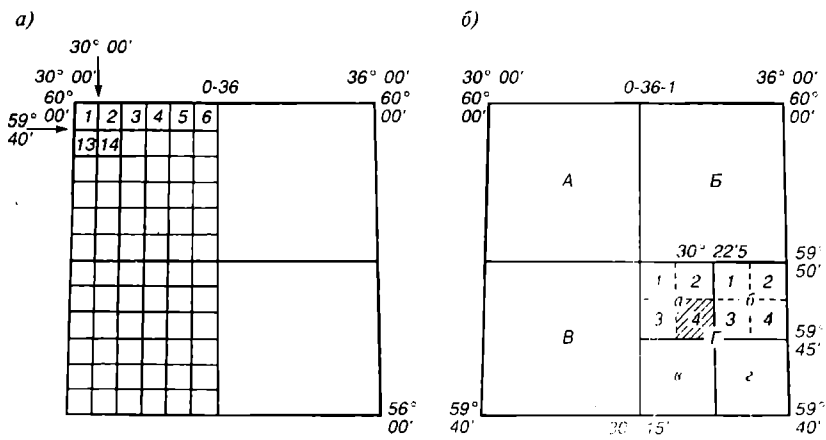 а)
б)
30° 00'
30° 00' 0-36 36° 00'
60° 00' 60° 00'
59° 40'
1 2 3 4 5 6
13 14
56° 00'
30° 00' 0-36-1 36° 00'
60° 00' 60° 00'
А Б
30° 22'5
59° 50'
1 2 1 2
а б
3 4 3 4
59° 45'
В Г
в г
59° 40' 59° 40'
30° 15'